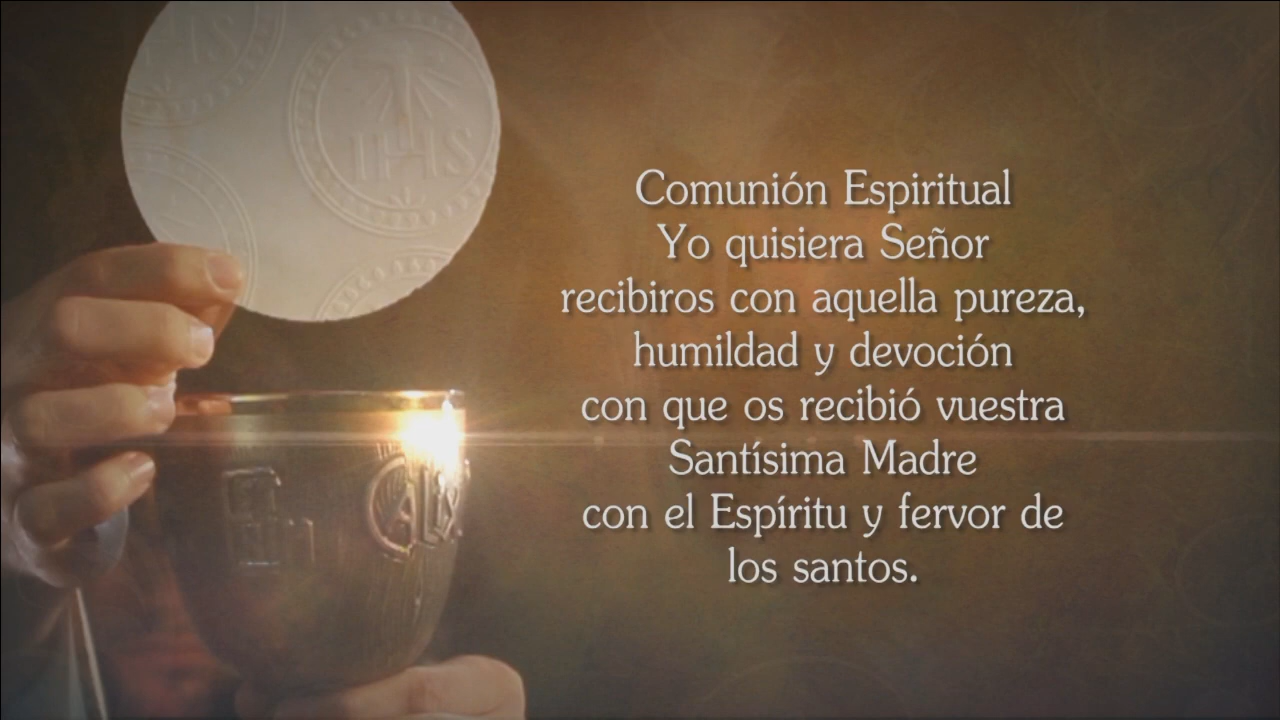 IHS
Comunión Espiritual
Yo quisiera Señor
recibiros con aquella pureza,
humildad y devoción
con que os recibió vuestra
Santísima Madre
con el Espíritu y fervor de
los santos.